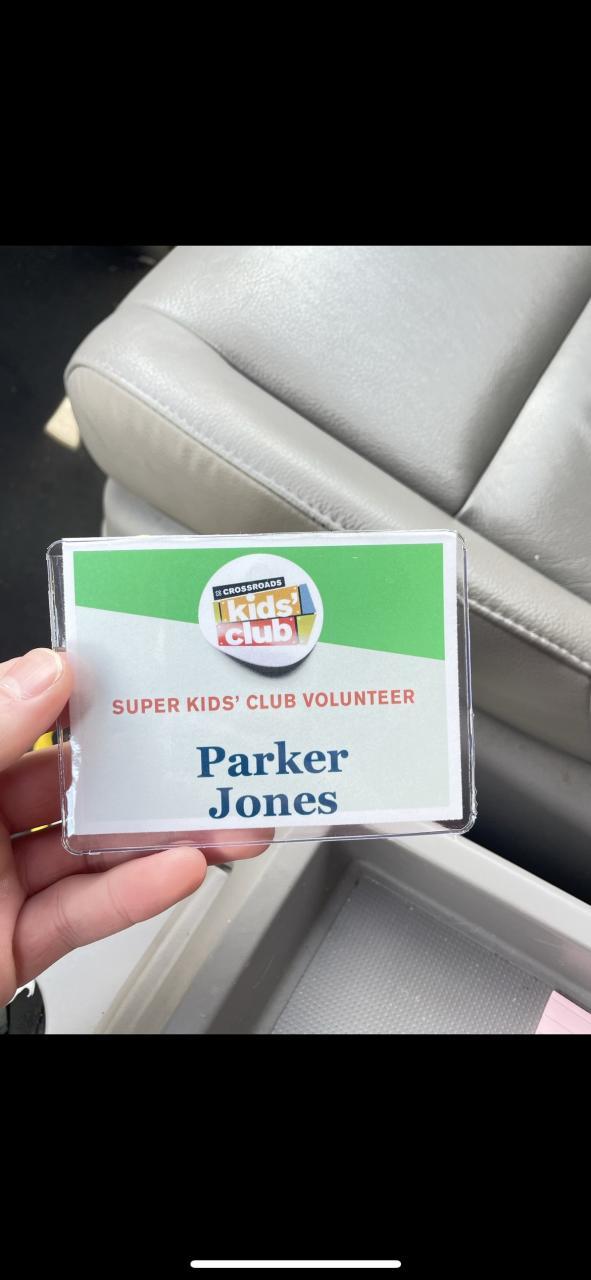 CROSSROADS
kids'
club
SUPER KIDS' CLUB VOLUNTEER
Parker
Jones